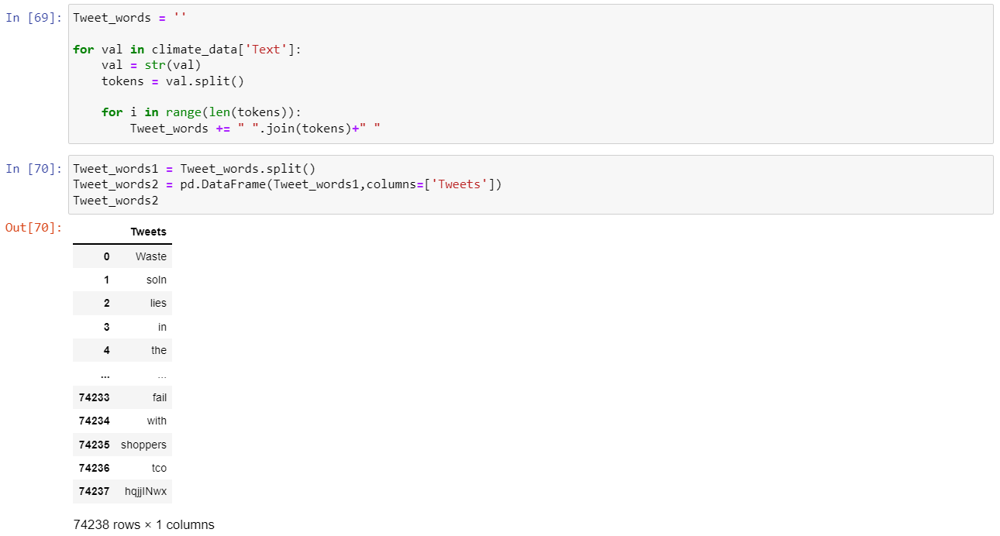 In [69]: Tweet_words = ''
for val in climate_data['Text']:
    val = str(val)
    tokens = val.split()
    for i in range(len(tokens)):
        Tweet_words += " ".join(tokens)+" "
In [70]: Tweet_words1 = Tweet_words.split()
Tweet_words2 = pd.DataFrame(Tweet_words1,columns=['Tweets'])
Tweet_words2
Out[70]:
Tweets
0 Waste
1 soln
2 lies
3 in
4 the
... ...
74233 fail
74234 with
74235 shoppers
74236 tco
74237 hqjjINwx
74238 rows × 1 columns